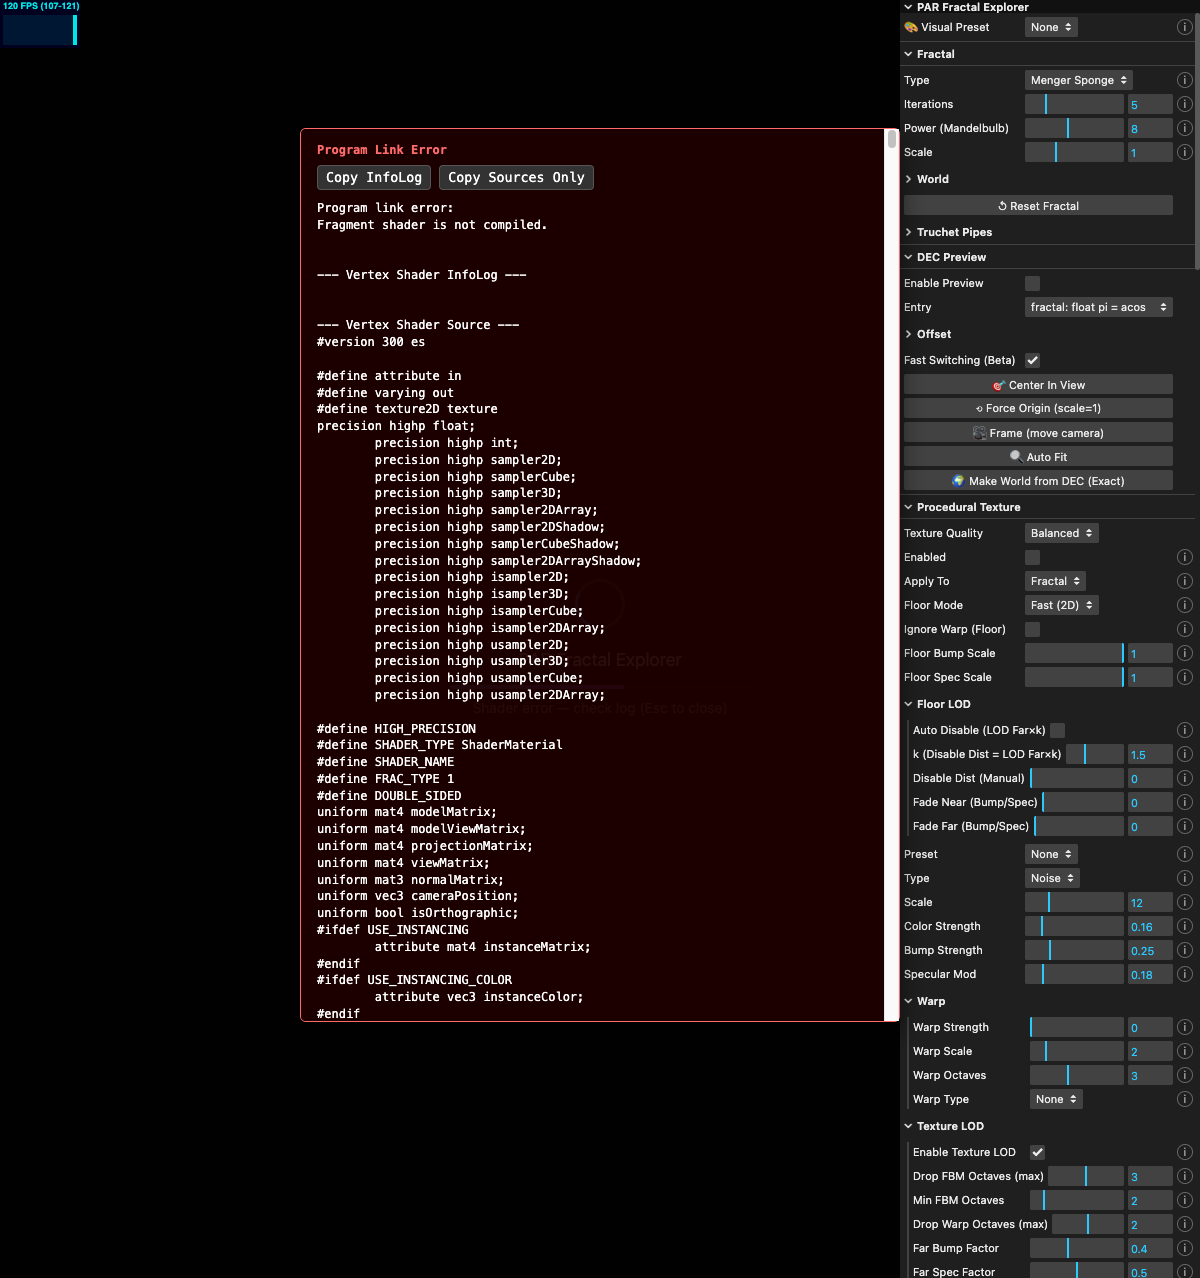 120 FPS (107-121)
Program Link Error
Copy InfoLog Copy Sources Only
Program link error:
Fragment shader is not compiled.
--- Vertex Shader InfoLog ---
--- Vertex Shader Source ---
#version 300 es
#define attribute in
#define varying out
#define texture2D texture
precision highp float;
precision highp int;
precision highp sampler2D;
precision highp samplerCube;
precision highp sampler3D;
precision highp sampler2DArray;
precision highp sampler2DShadow;
precision highp samplerCubeShadow;
precision highp sampler2DArrayShadow;
precision highp isampler2D;
precision highp isampler3D;
precision highp isamplerCube;
precision highp isampler2DArray;
precision highp usampler2D;
precision highp usampler3D;
precision highp usamplerCube;
precision highp usampler2DArray;
#define HIGH_PRECISION
#define SHADER_TYPE ShaderMaterial
#define SHADER_NAME
#define FRAC_TYPE 1
#define DOUBLE_SIDED
uniform mat4 modelMatrix;
uniform mat4 modelViewMatrix;
uniform mat4 projectionMatrix;
uniform mat4 viewMatrix;
uniform mat3 normalMatrix;
uniform vec3 cameraPosition;
uniform bool isOrthographic;
#ifdef USE_INSTANCING
attribute mat4 instanceMatrix;
#endif
#ifdef USE_INSTANCING_COLOR
attribute vec3 instanceColor;
#endif
Fractal Explorer
Shader error — check log (Esc to close)
PAR Fractal Explorer
Visual Preset None
Fractal
Type Menger Sponge
Iterations 5
Power (Mandelbulb) 8
Scale 1
World
Reset Fractal
Truchet Pipes
DEC Preview
Enable Preview
Entry fractal: float pi = acos
Offset
Fast Switching (Beta)
Center In View
Force Origin (scale=1)
Frame (move camera)
Auto Fit
Make World from DEC (Exact)
Procedural Texture
Texture Quality Balanced
Enabled
Apply To Fractal
Floor Mode Fast (2D)
Ignore Warp (Floor)
Floor Bump Scale 1
Floor Spec Scale 1
Floor LOD
Auto Disable (LOD Far×k)
k (Disable Dist = LOD Far×k) 1.5
Disable Dist (Manual) 0
Fade Near (Bump/Spec) 0
Fade Far (Bump/Spec) 0
Preset None
Type Noise
Scale 12
Color Strength 0.16
Bump Strength 0.25
Specular Mod 0.18
Warp
Warp Strength 0
Warp Scale 2
Warp Octaves 3
Warp Type None
Texture LOD
Enable Texture LOD
Drop FBM Octaves (max) 3
Min FBM Octaves 2
Drop Warp Octaves (max) 2
Far Bump Factor 0.4
Far Spec Factor 0.5